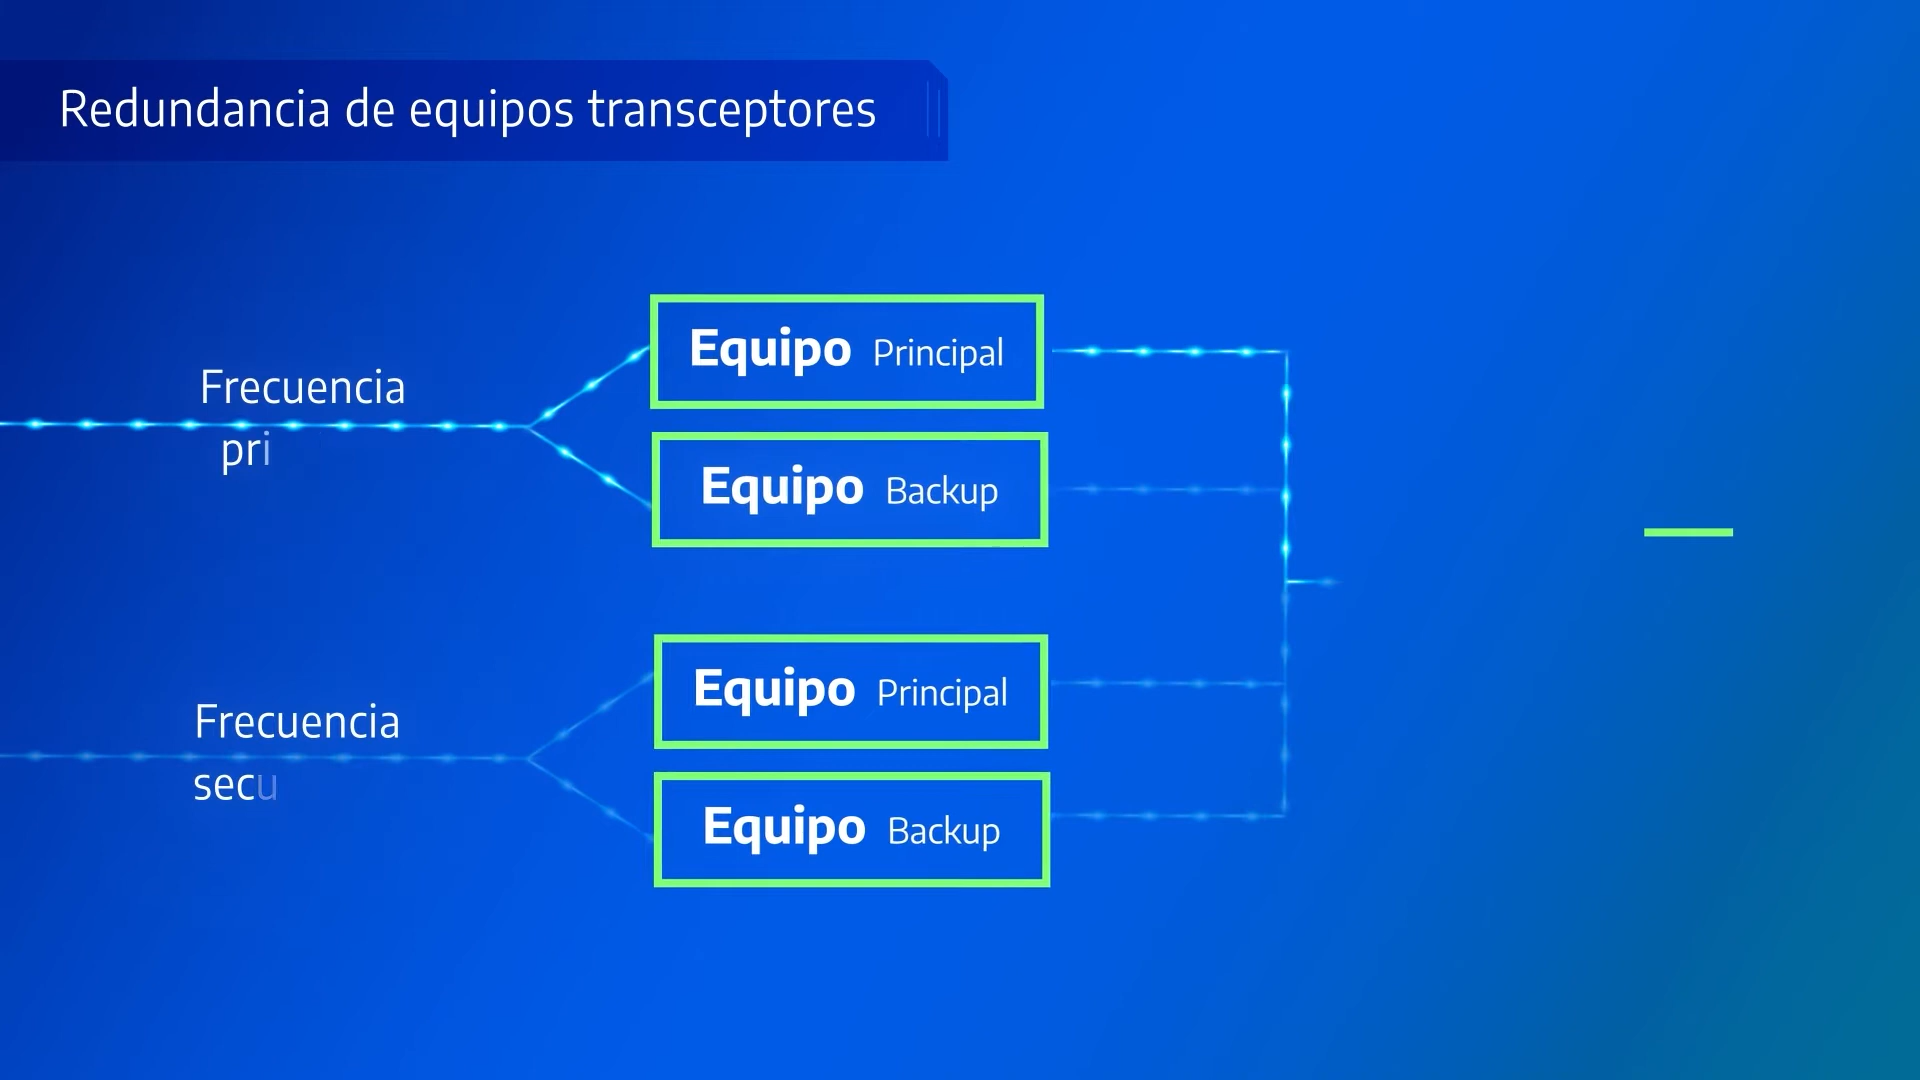 Redundancia de equipos transceptores
Equipo Principal
Frecuencia
pri
Equipo Backup
Equipo Principal
Frecuencia
secu
Equipo Backup